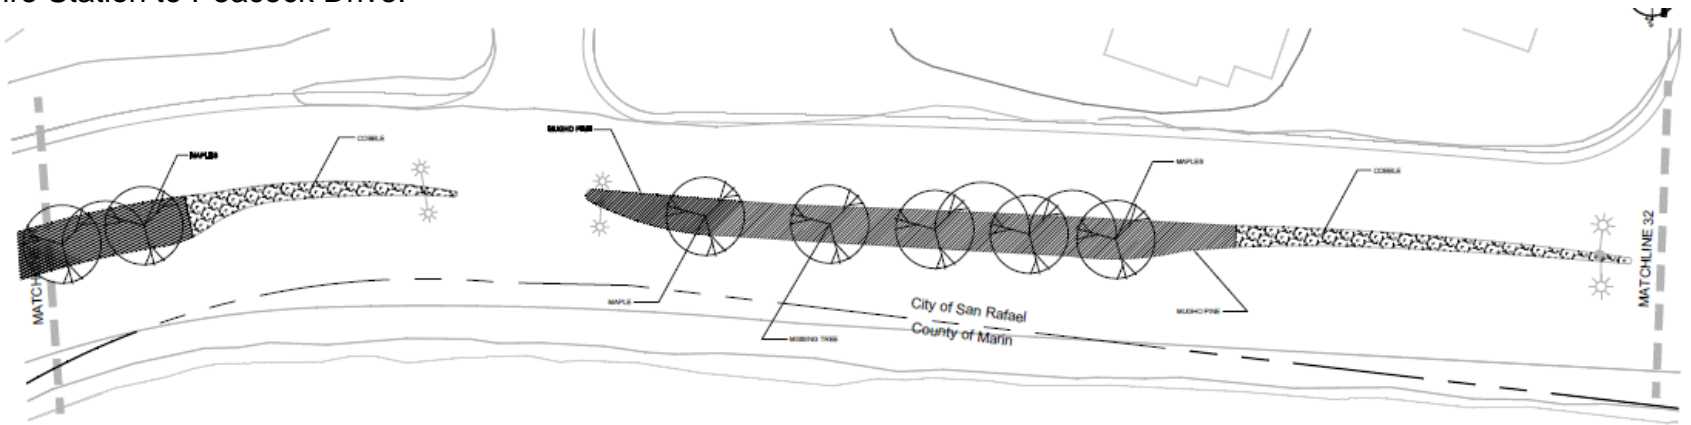 ire Station to Peacock Drive.
MAPLES
COBBLE
MUGHO PINE
MAPLES
COBBLE
MATCH
MATCHLINE 32
MAPLE
City of San Rafael
County of Marin
MUGHO PINE
MISSING TREE